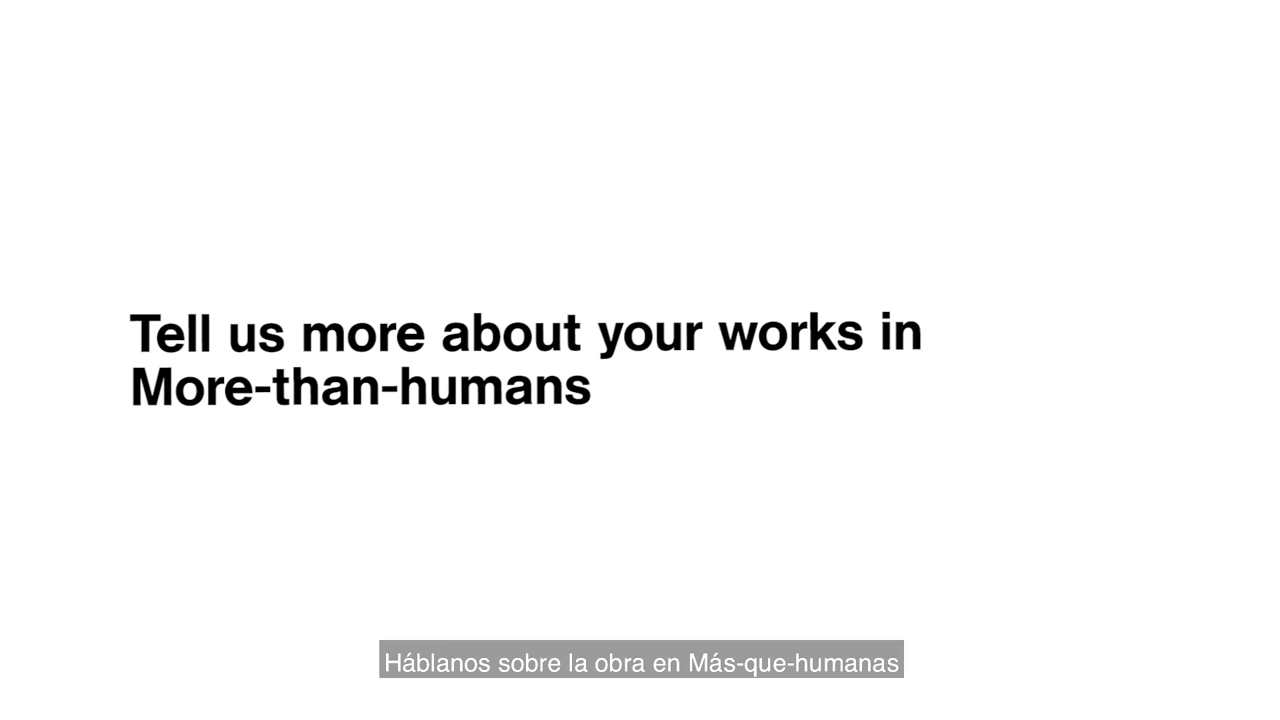 Tell us more about your works in
More-than-humans
Háblanos sobre la obra en Más-que-humanas